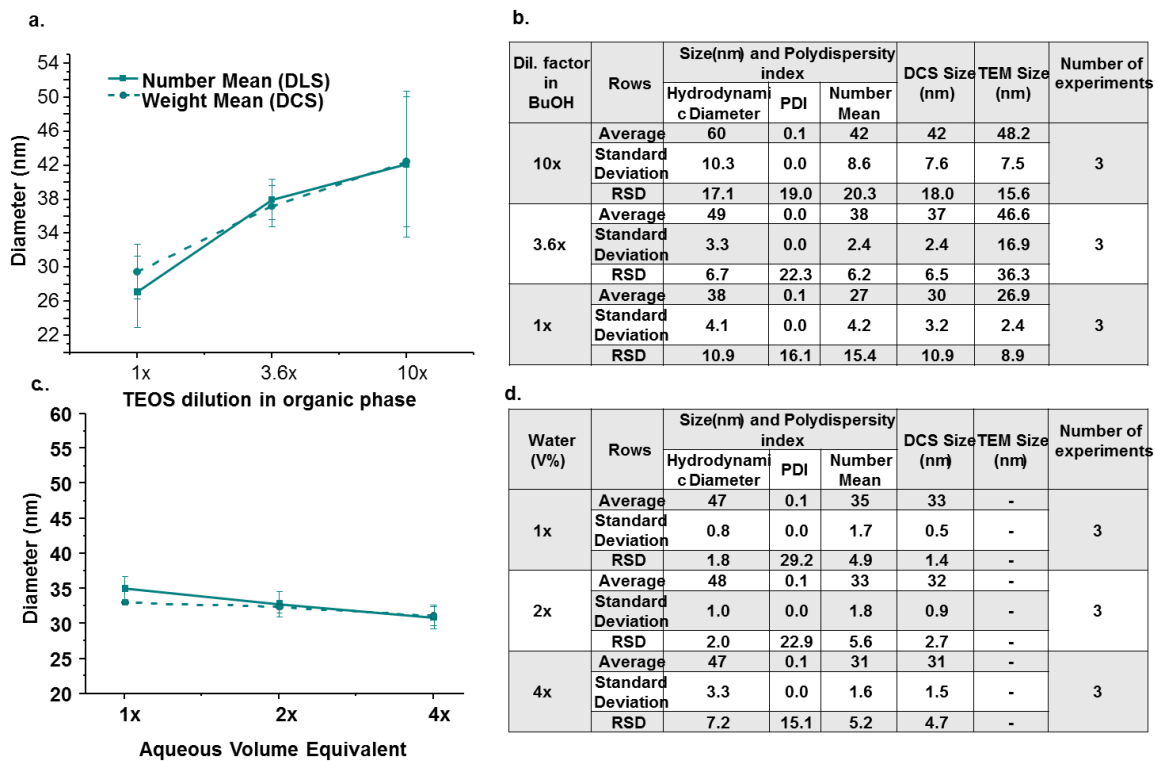 a.
54
50
46
42
38
34
30
26
22
Diameter (nm)
Number Mean (DLS)
Weight Mean (DCS)
1x 3.6x 10x
TEOS dilution in organic phase
b.
Dil. factor in BuOH Rows Size(nm) and Polydispersity index DCS Size (nm) TEM Size (nm) Number of experiments
Hydrodynami c Diameter PDI Number Mean
10x Average 60 0.1 42 42 48.2 3
Standard Deviation 10.3 0.0 8.6 7.6 7.5
RSD 17.1 19.0 20.3 18.0 15.6
3.6x Average 49 0.0 38 37 46.6 3
Standard Deviation 3.3 0.0 2.4 2.4 16.9
RSD 6.7 22.3 6.2 6.5 36.3
1x Average 38 0.1 27 30 26.9 3
Standard Deviation 4.1 0.0 4.2 3.2 2.4
RSD 10.9 16.1 15.4 10.9 8.9
c..
60
55
50
45
40
35
30
25
20
Diameter (nm)
1x 2x 4x
Aqueous Volume Equivalent
d.
Water (V%) Rows Size(nm) and Polydispersity index DCS Size (nm) TEM Size (nm) Number of experiments
Hydrodynami c Diameter PDI Number Mean
1x Average 47 0.1 35 33 - 3
Standard Deviation 0.8 0.0 1.7 0.5 -
RSD 1.8 29.2 4.9 1.4 -
2x Average 48 0.1 33 32 - 3
Standard Deviation 1.0 0.0 1.8 0.9 -
RSD 2.0 22.9 5.6 2.7 -
4x Average 47 0.1 31 31 - 3
Standard Deviation 3.3 0.0 1.6 1.5 -
RSD 7.2 15.1 5.2 4.7 -